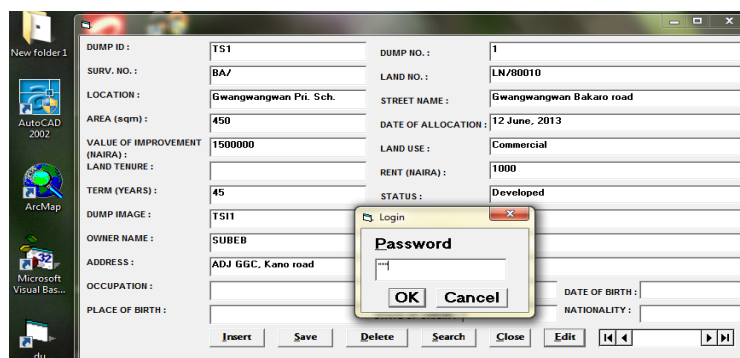 New folder 1
AutoCAD
2002
ArcMap
Microsoft
Visual Bas...
du
DUMP ID : TS1 DUMP NO. : 1
SURV. NO. : BA/ LAND NO. : LN/80010
LOCATION : Gwangwangwan Pri. Sch. STREET NAME : Gwangwangwan Bakaro road
AREA (sqm) : 450 DATE OF ALLOCATION : 12 June, 2013
VALUE OF IMPROVEMENT
(NAIRA) : 1500000 LAND USE : Commercial
LAND TENURE : RENT (NAIRA) : 1000
TERM (YEARS) : 45 STATUS : Developed
DUMP IMAGE : TSI1
OWNER NAME : SUBEB
ADDRESS : ADJ GGC, Kano road
OCCUPATION : DATE OF BIRTH :
PLACE OF BIRTH : NATIONALITY :
Login
Password
***
OK Cancel
Insert Save Delete Search Close Edit